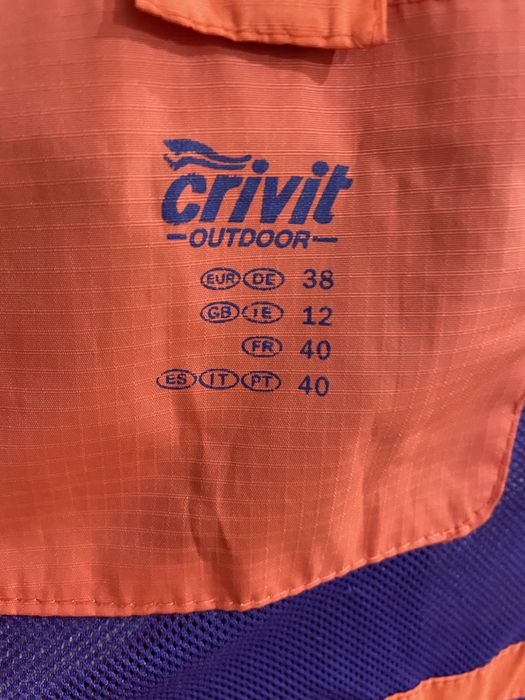 crivit
OUTDOOR
EUR DE 38
GB IE 12
FR 40
ES IT PT 40